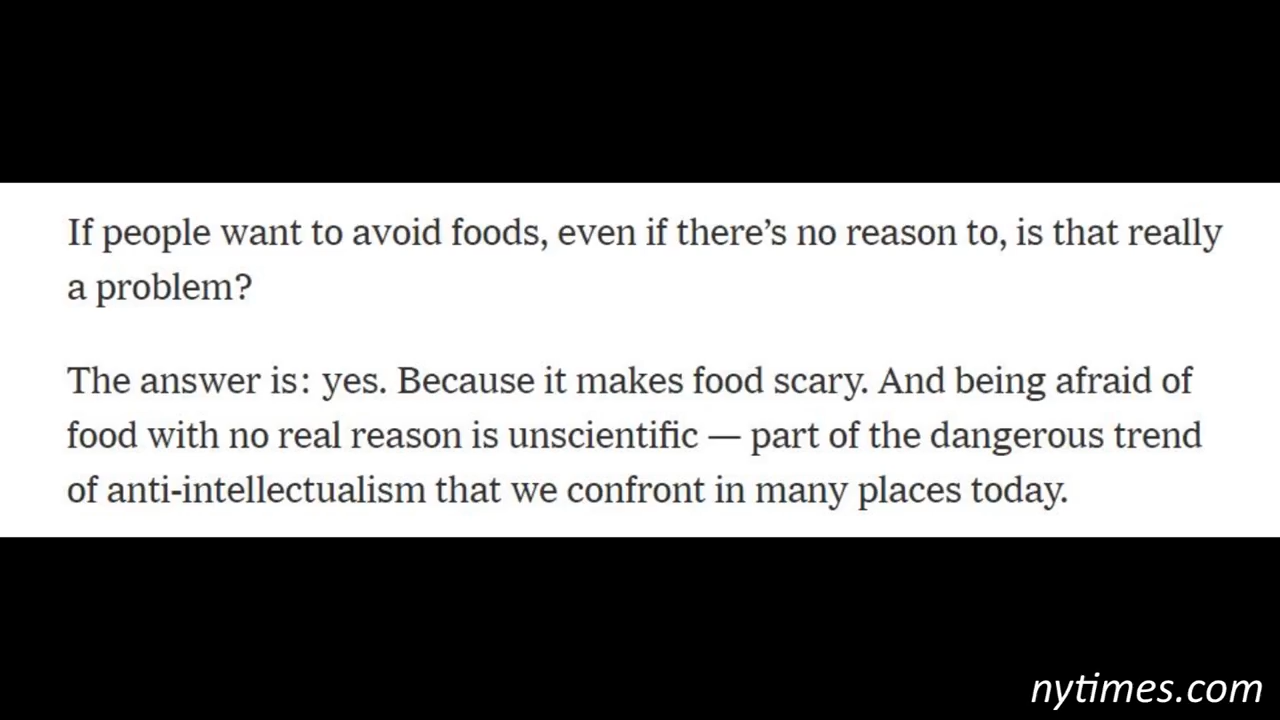 If people want to avoid foods, even if there’s no reason to, is that really
a problem?
The answer is: yes. Because it makes food scary. And being afraid of
food with no real reason is unscientific — part of the dangerous trend
of anti-intellectualism that we confront in many places today.
nytimes.com